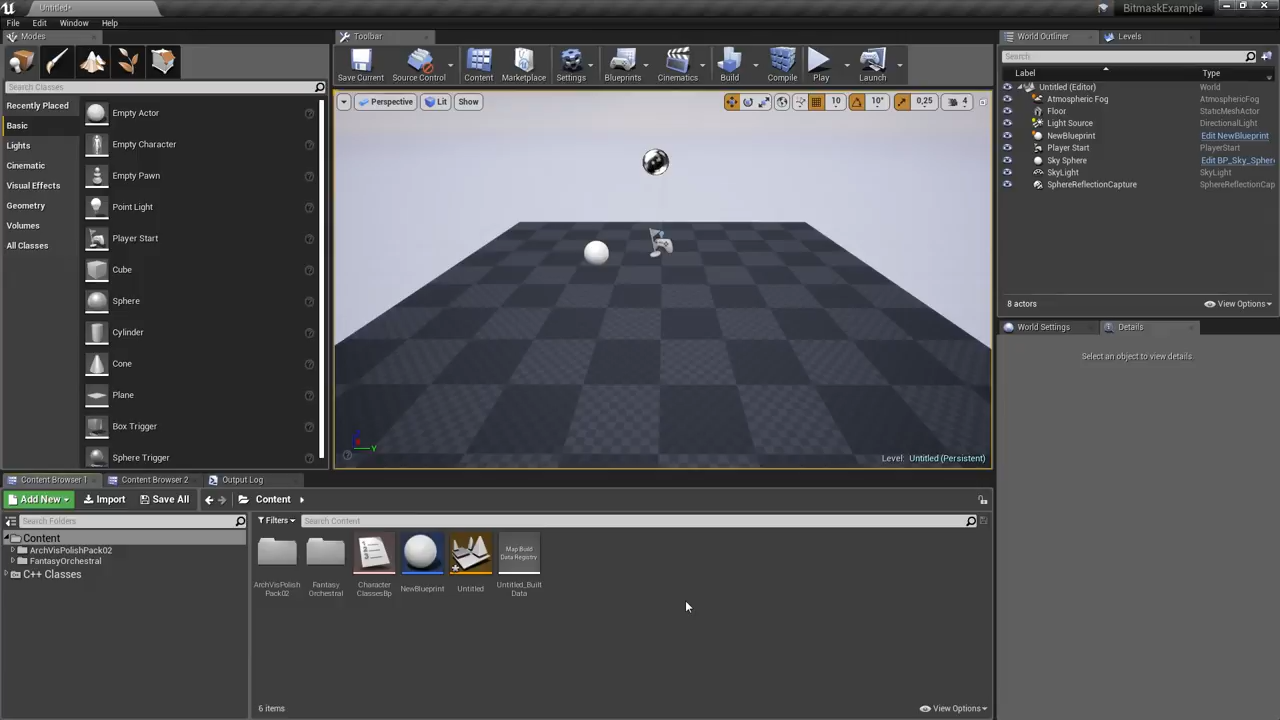 Untitled*
BitmaskExample
File Edit Window Help
Modes
Toolbar
World Outliner
Levels
Save Current
Source Control
Content
Marketplace
Settings
Blueprints
Cinematics
Build
Compile
Play
Launch
Search Classes
Search
Label Type
Recently Placed
Basic
Lights
Cinematic
Visual Effects
Geometry
Volumes
All Classes
Empty Actor
Empty Character
Empty Pawn
Point Light
Player Start
Cube
Sphere
Cylinder
Cone
Plane
Box Trigger
Sphere Trigger
Perspective
Lit
Show
10
10°
0,25
4
Y
Level: Untitled (Persistent)
Untitled (Editor) World
Atmospheric Fog AtmosphericFog
Floor StaticMeshActor
Light Source DirectionalLight
NewBlueprint Edit NewBlueprint
Player Start PlayerStart
Sky Sphere Edit BP_Sky_Spher
SkyLight SkyLight
SphereReflectionCapture SphereReflectionCap
8 actors
View Options
World Settings
Details
Select an object to view details.
Content Browser 1
Content Browser 2
Output Log
Add New
Import
Save All
Content
Search Folders
Filters
Search Content
Content
ArchVisPolishPack02
FantasyOrchestral
C++ Classes
ArchVisPolish
Pack02
Fantasy
Orchestral
Character
ClassesBp
NewBlueprint
Untitled
Map Build
Data Registry
Untitled_Built
Data
6 items
View Options